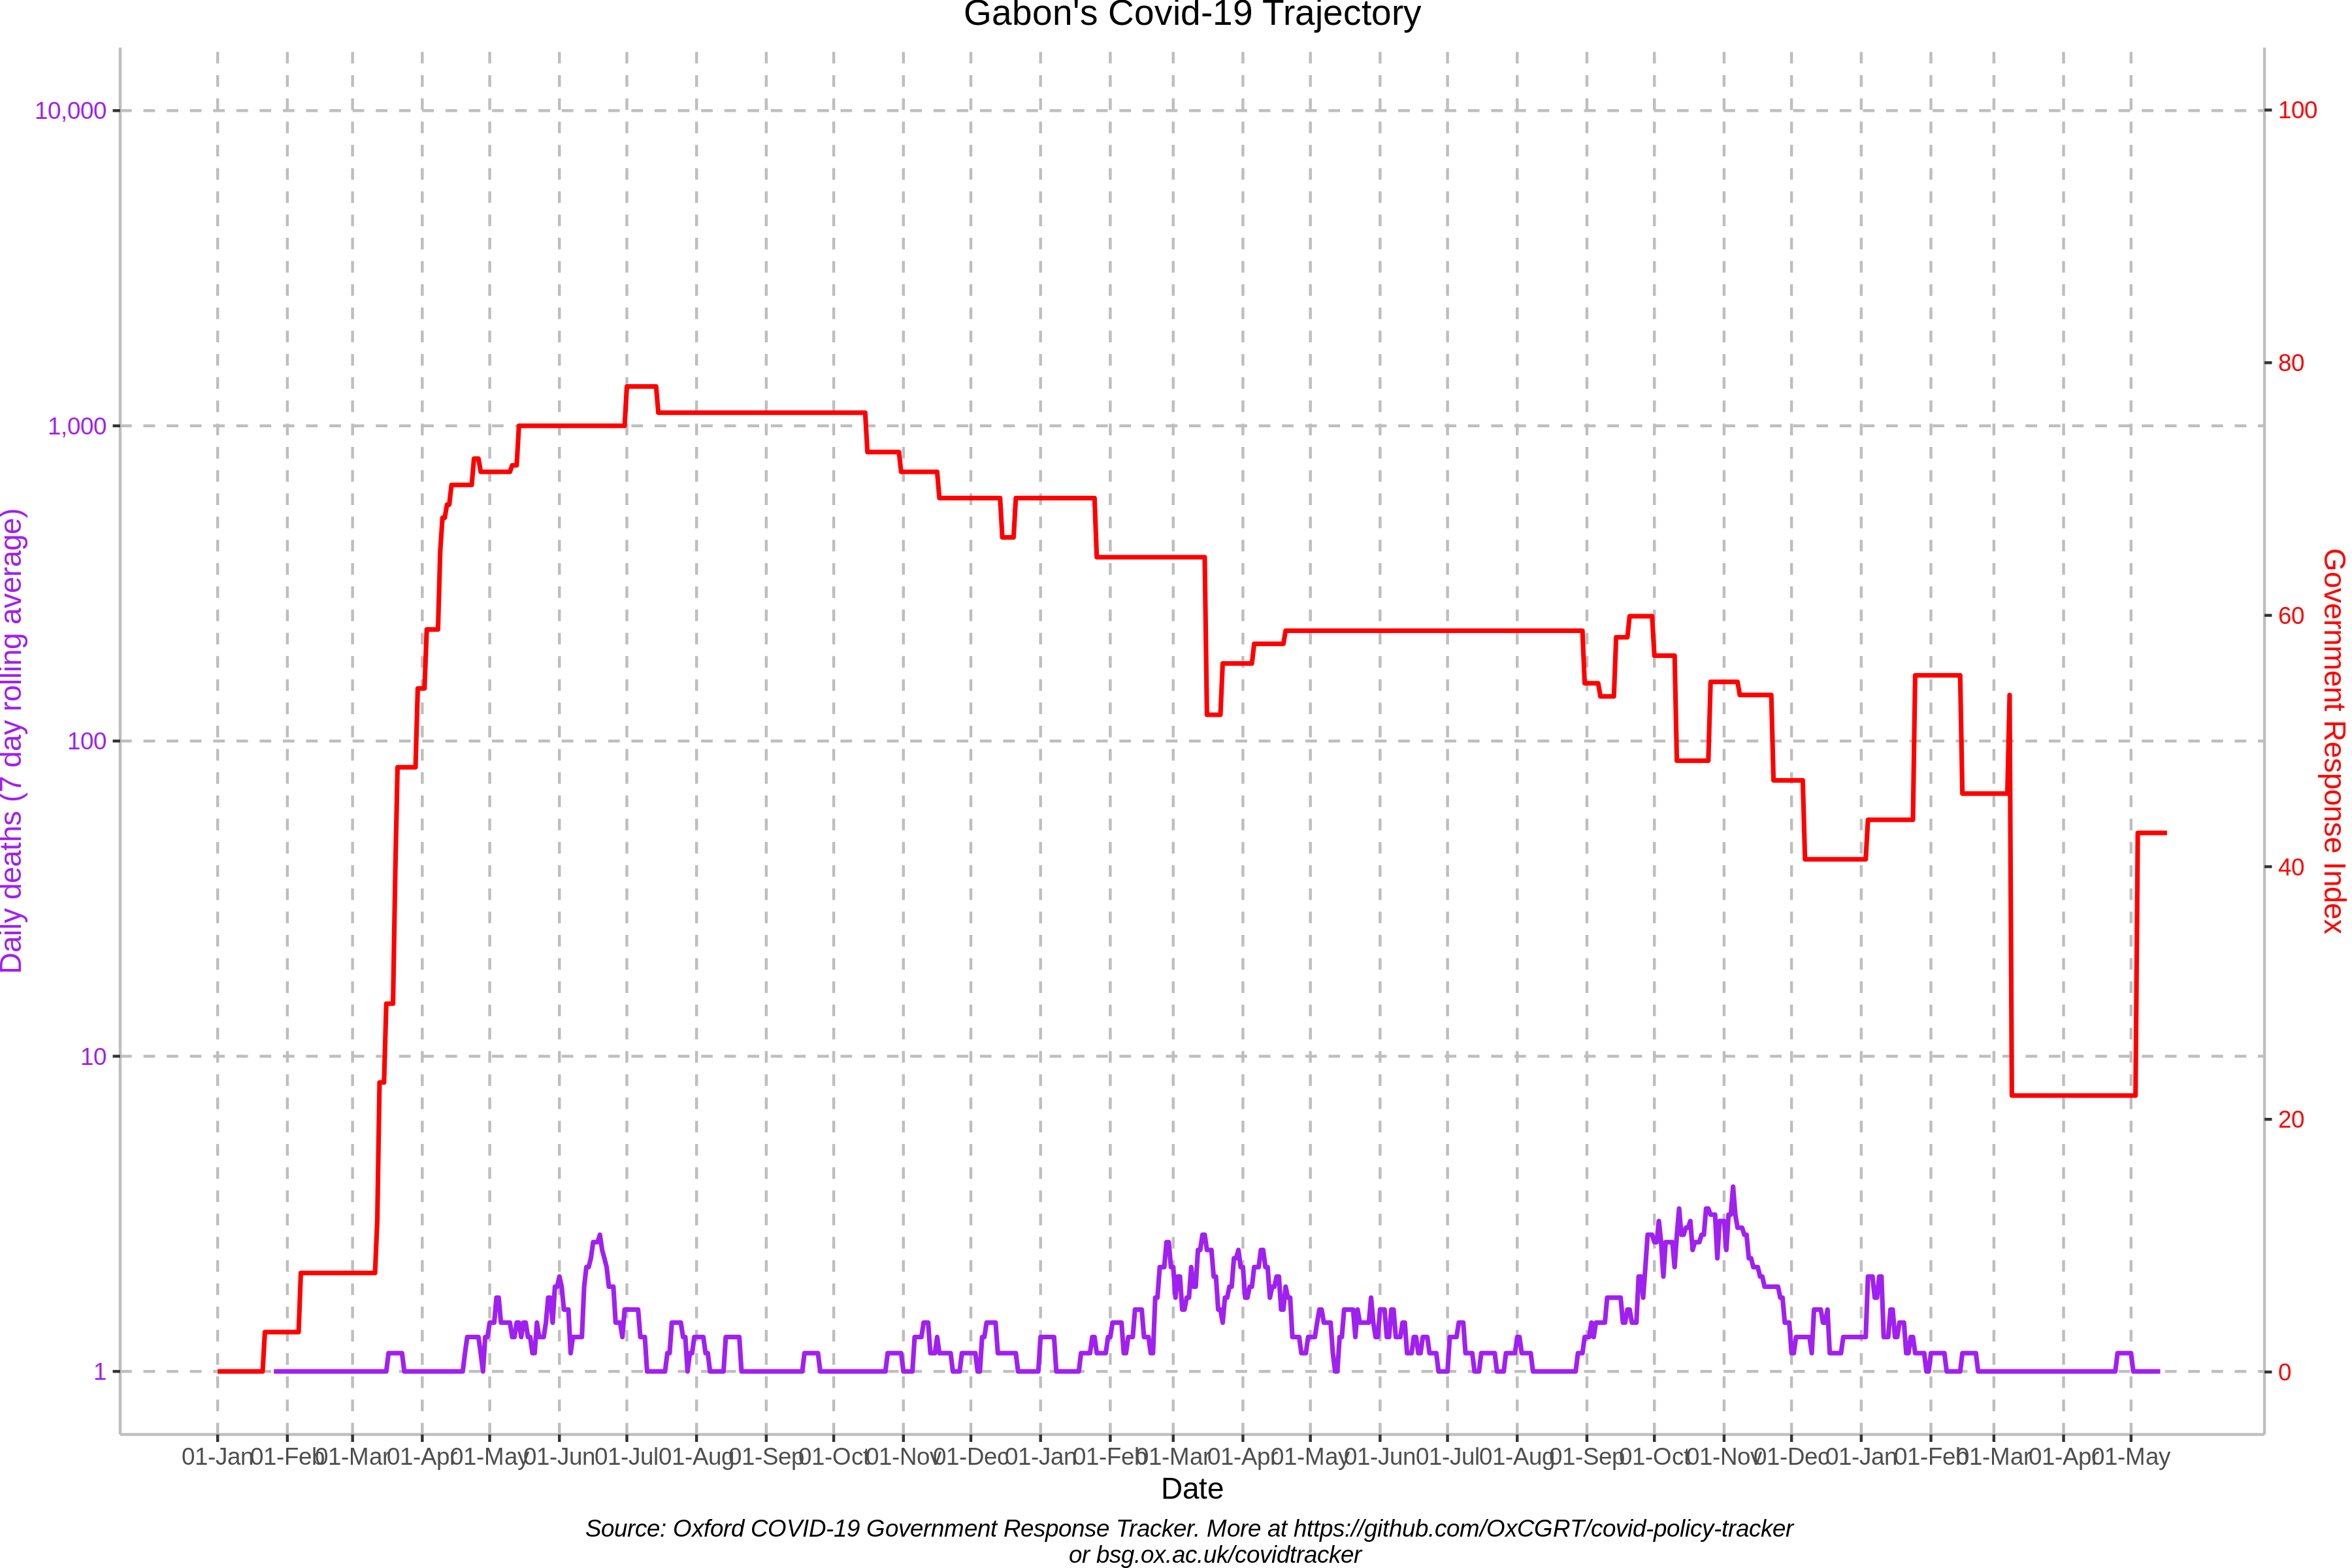 Gabon's Covid-19 Trajectory
10,000
1,000
100
10
1
Daily deaths (7 day rolling average)
100
80
60
40
20
0
Government Response Index
01-Jan 01-Feb 01-Mar 01-Apr 01-May 01-Jun 01-Jul 01-Aug 01-Sep 01-Oct 01-Nov 01-Dec 01-Jan 01-Feb 01-Mar 01-Apr 01-May 01-Jun 01-Jul 01-Aug 01-Sep 01-Oct 01-Nov 01-Dec 01-Jan 01-Feb 01-Mar 01-Apr 01-May
Date
Source: Oxford COVID-19 Government Response Tracker. More at https://github.com/OxCGRT/covid-policy-tracker
or bsg.ox.ac.uk/covidtracker